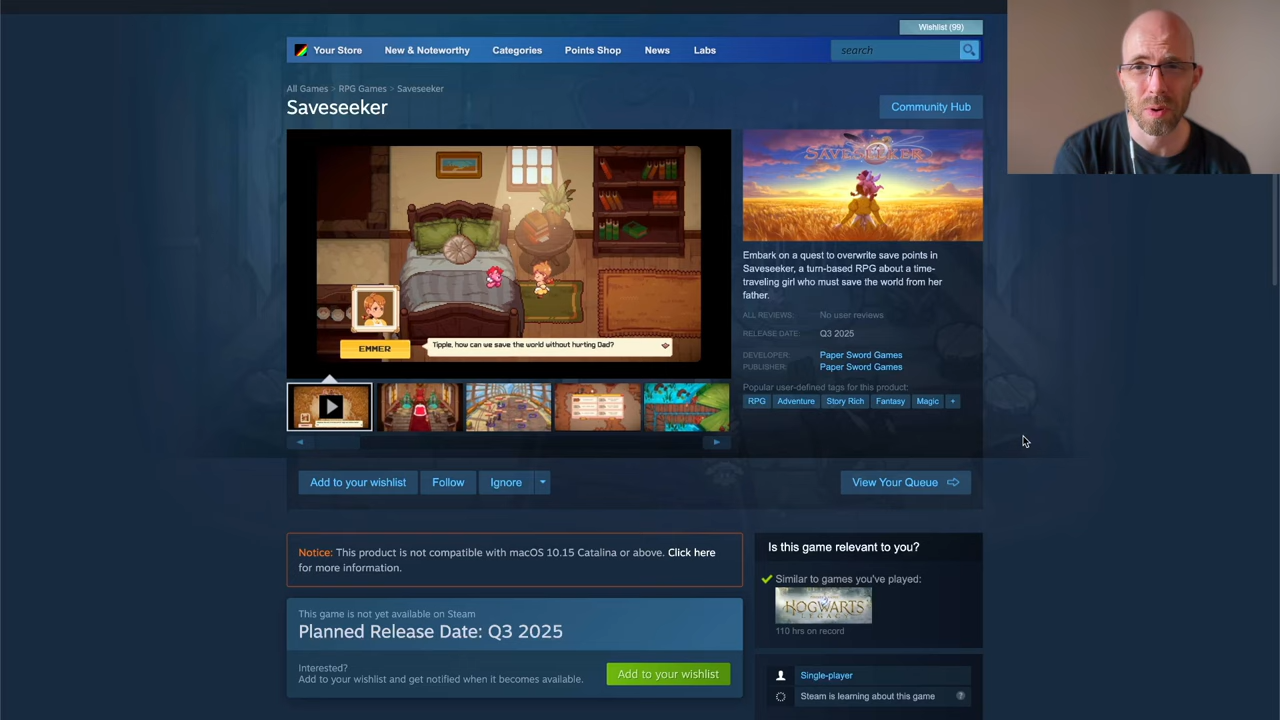 Wishlist (99)
Your Store New & Noteworthy Categories Points Shop News Labs search
All Games > RPG Games > Saveseeker
Saveseeker
Community Hub
SAVESEEKER
Embark on a quest to overwrite save points in
Saveseeker, a turn-based RPG about a time-
traveling girl who must save the world from her
father.
ALL REVIEWS: No user reviews
RELEASE DATE: Q3 2025
DEVELOPER: Paper Sword Games
PUBLISHER: Paper Sword Games
Popular user-defined tags for this product:
RPG Adventure Story Rich Fantasy Magic +
EMMER
Tipple, how can we save the world without hurting Dad?
Add to your wishlist Follow Ignore
View Your Queue
Notice: This product is not compatible with macOS 10.15 Catalina or above. Click here
for more information.
This game is not yet available on Steam
Planned Release Date: Q3 2025
Interested?
Add to your wishlist and get notified when it becomes available.
Add to your wishlist
Is this game relevant to you?
Similar to games you've played:
HOGWARTS
LEGACY
110 hrs on record
Single-player
Steam is learning about this game ?